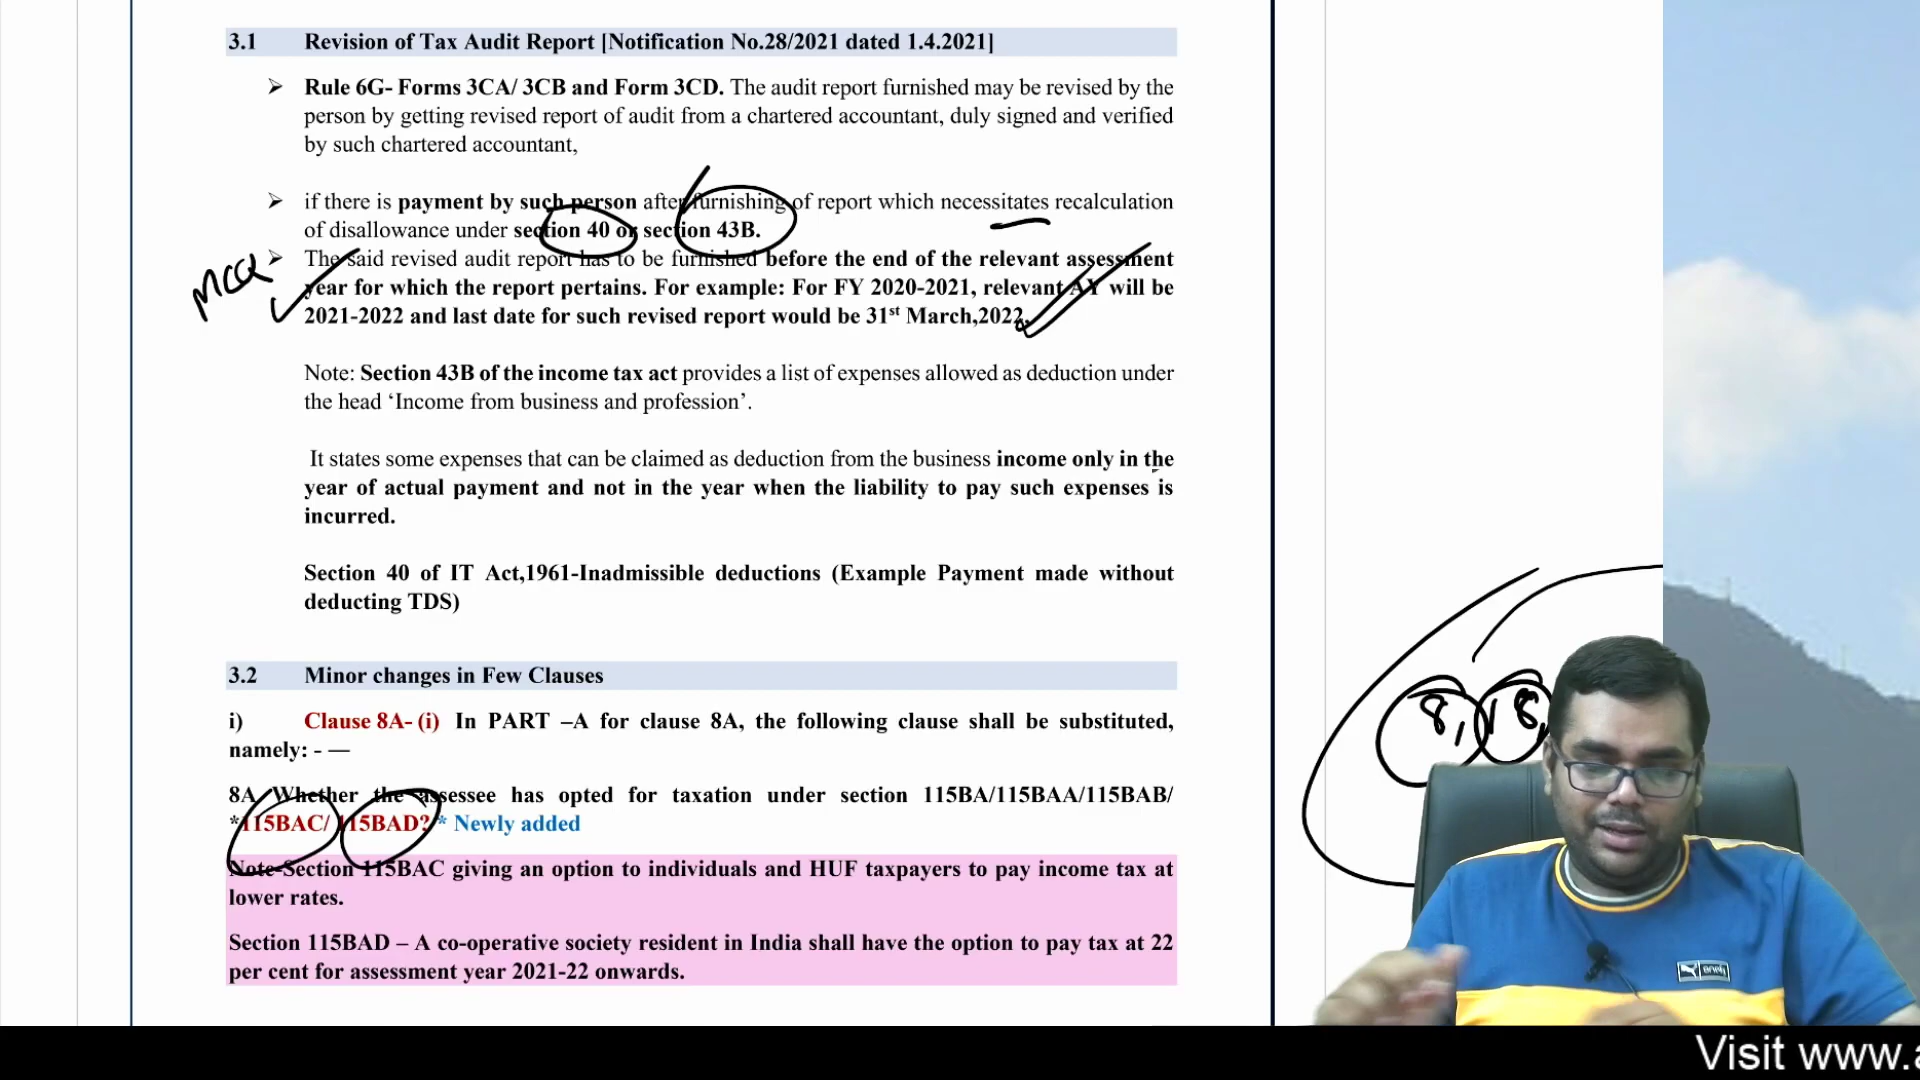 3.1 Revision of Tax Audit Report [Notification No.28/2021 dated 1.4.2021]
➢ Rule 6G- Forms 3CA/ 3CB and Form 3CD. The audit report furnished may be revised by the
person by getting revised report of audit from a chartered accountant, duly signed and verified
by such chartered accountant,
➢ if there is payment by such person after furnishing of report which necessitates recalculation
of disallowance under section 40 or section 43B.
MCQ
➢ The said revised audit report has to be furnished before the end of the relevant assessment
year for which the report pertains. For example: For FY 2020-2021, relevant AY will be
2021-2022 and last date for such revised report would be 31st March,2022.
Note: Section 43B of the income tax act provides a list of expenses allowed as deduction under
the head ‘Income from business and profession’.
It states some expenses that can be claimed as deduction from the business income only in the
year of actual payment and not in the year when the liability to pay such expenses is
incurred.
Section 40 of IT Act,1961-Inadmissible deductions (Example Payment made without
deducting TDS)
3.2 Minor changes in Few Clauses
i) Clause 8A- (i) In PART –A for clause 8A, the following clause shall be substituted,
namely: - —
8, 18,
8A Whether the assessee has opted for taxation under section 115BA/115BAA/115BAB/
*115BAC/ 115BAD? * Newly added
Note-Section 115BAC giving an option to individuals and HUF taxpayers to pay income tax at
lower rates.
Section 115BAD – A co-operative society resident in India shall have the option to pay tax at 22
per cent for assessment year 2021-22 onwards.
Visit www.